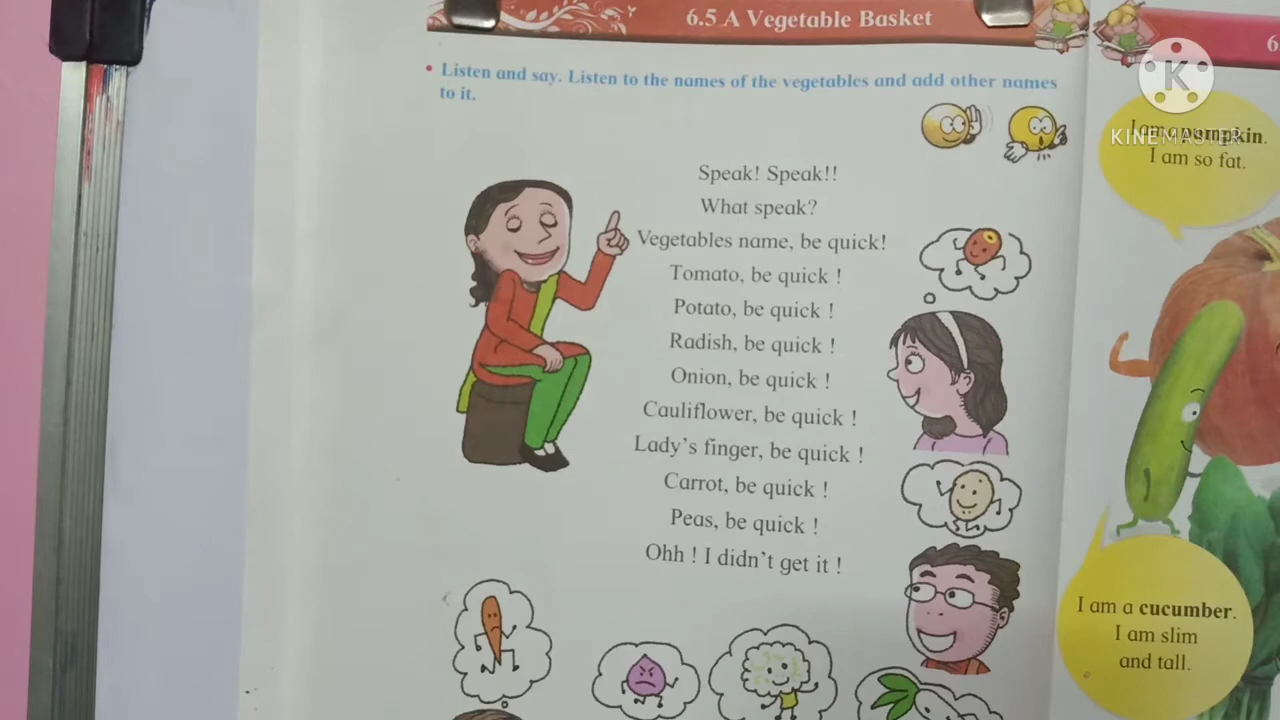 6.5 A Vegetable Basket
• Listen and say. Listen to the names of the vegetables and add other names
to it.
Speak! Speak!!
What speak?
Vegetables name, be quick!
Tomato, be quick !
Potato, be quick !
Radish, be quick !
Onion, be quick !
Cauliflower, be quick !
Lady's finger, be quick !
Carrot, be quick !
Peas, be quick !
Ohh ! I didn't get it !
6
K
KINEMASTER
I am a pumpkin.
I am so fat.
I am a cucumber.
I am slim
and tall.